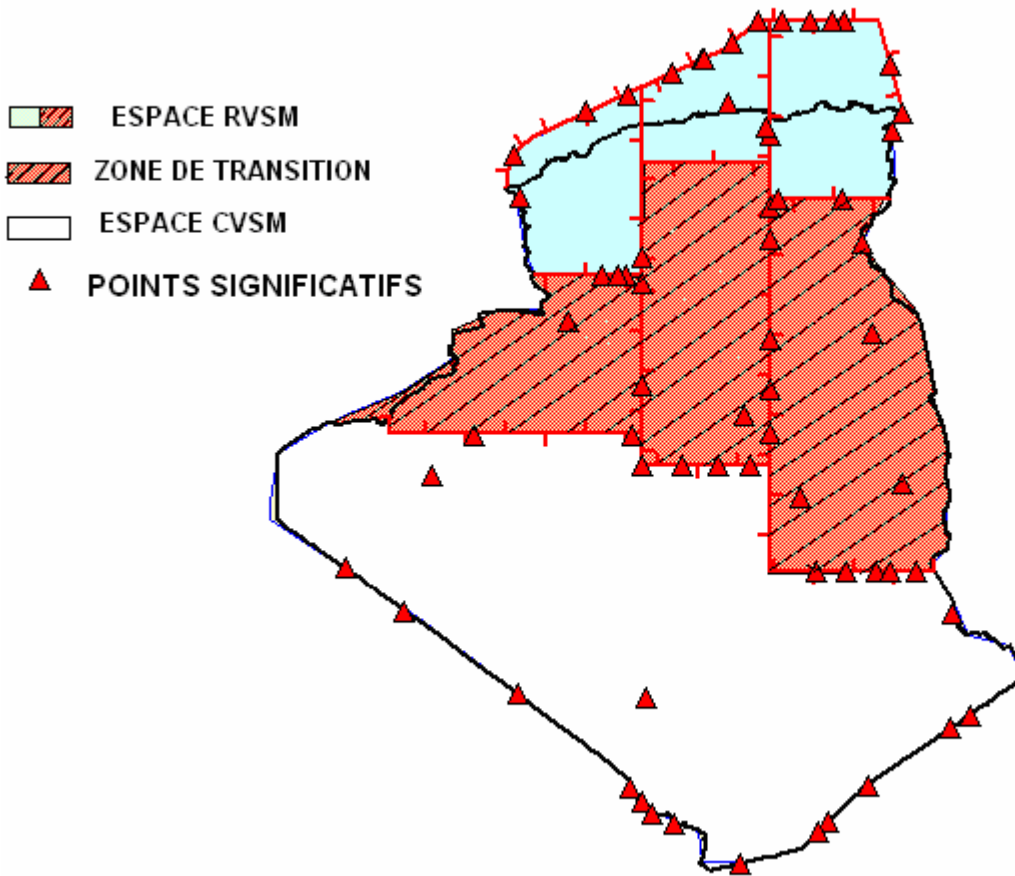 ESPACE RVSM
ZONE DE TRANSITION
ESPACE CVSM
POINTS SIGNIFICATIFS